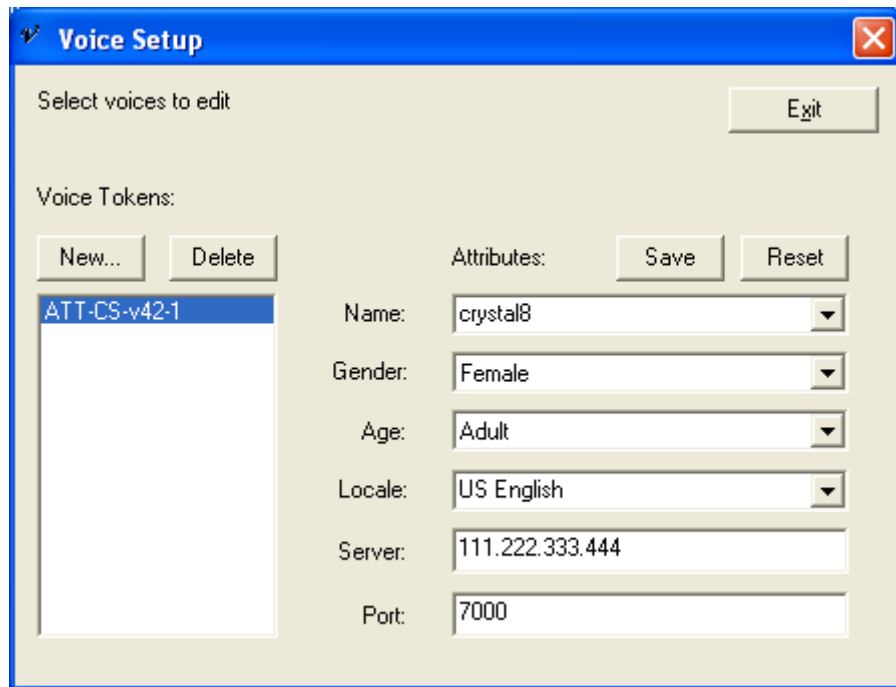 Voice Setup
Select voices to edit
Exit
Voice Tokens:
New...
Delete
Attributes:
Save
Reset
ATT-CS-v42-1
Name:
crystal8
Gender:
Female
Age:
Adult
Locale:
US English
Server:
111.222.333.444
Port:
7000